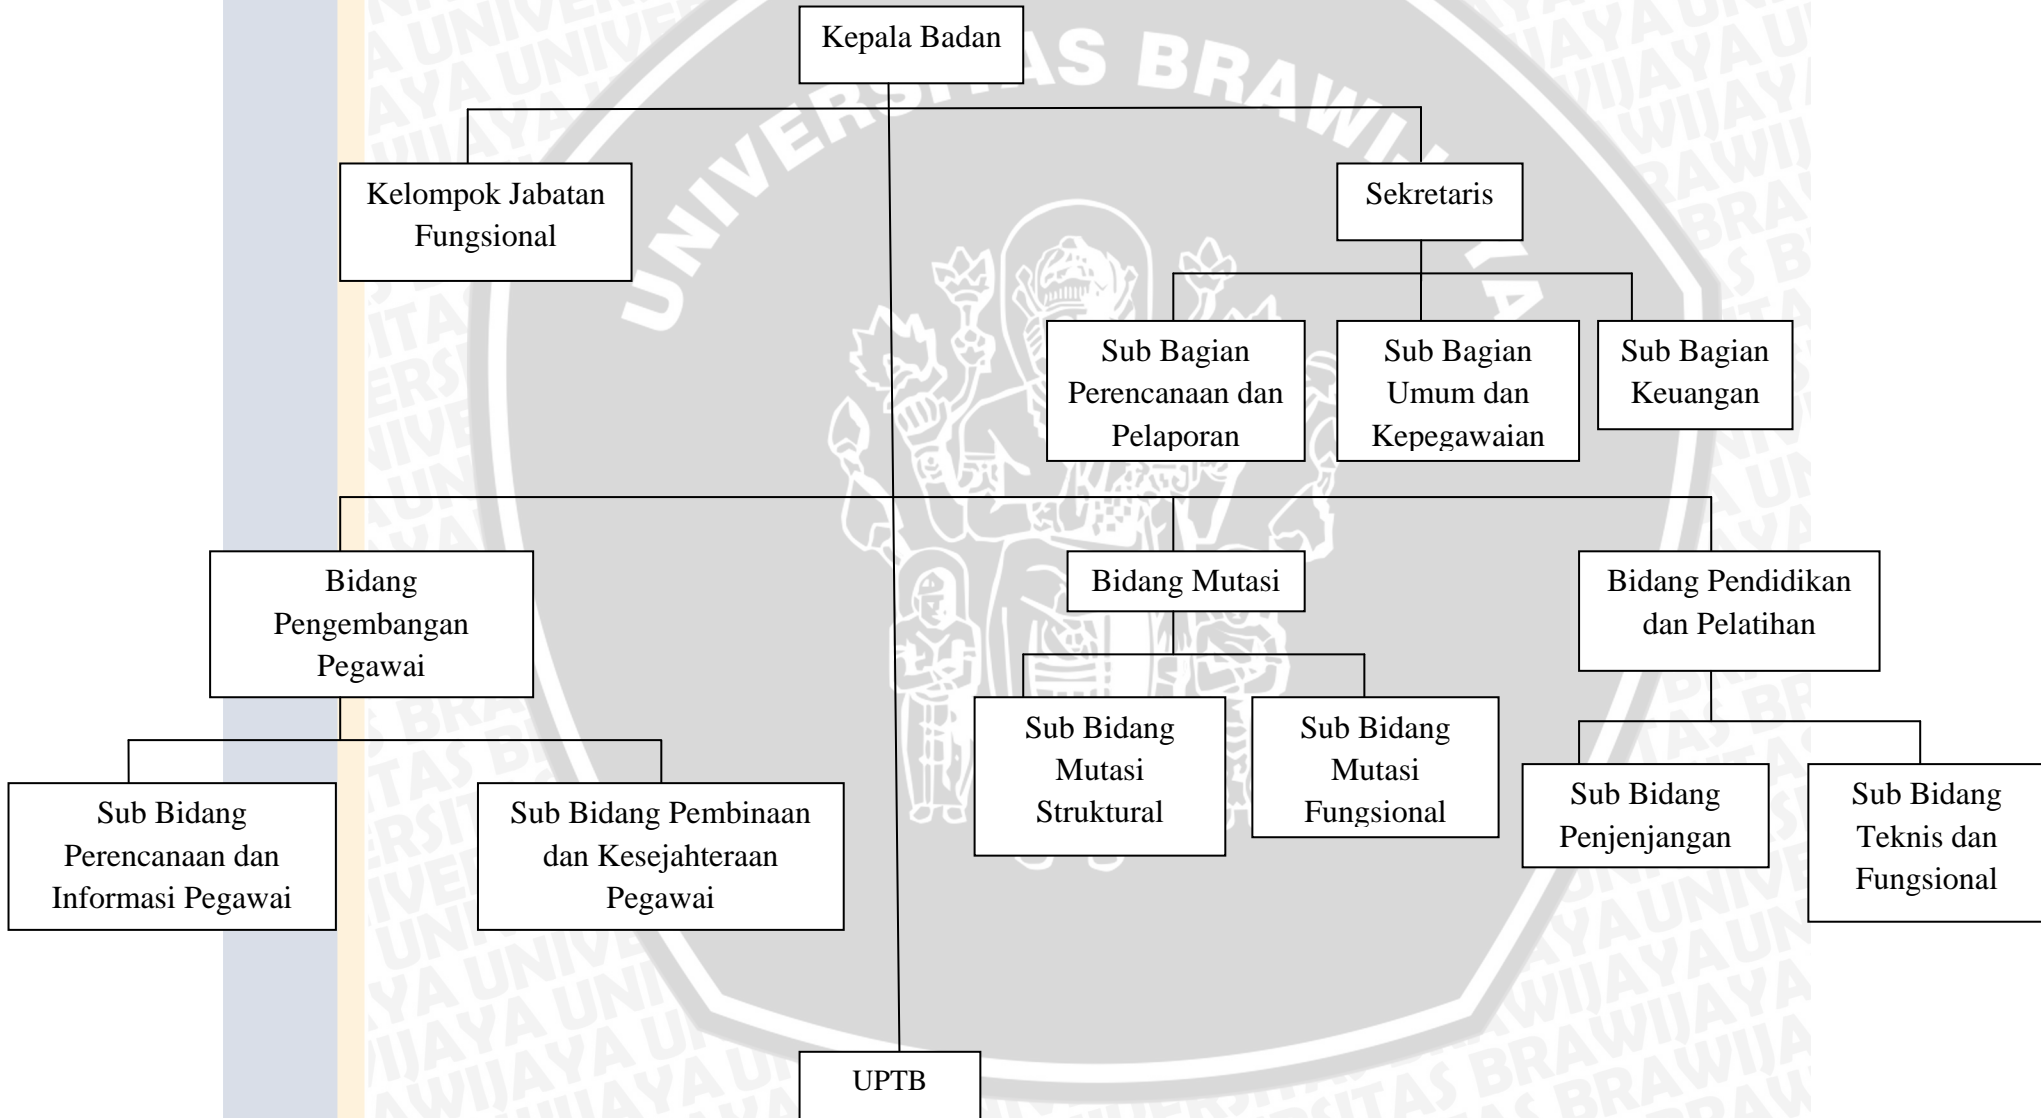 Kepala Badan
UNIVERSITAS BRAWIJAYA
Kelompok Jabatan
Fungsional
Sekretaris
Sub Bagian
Perencanaan dan
Pelaporan
Sub Bagian
Umum dan
Kepegawaian
Sub Bagian
Keuangan
Bidang
Pengembangan
Pegawai
Bidang Mutasi
Bidang Pendidikan
dan Pelatihan
Sub Bidang
Perencanaan dan
Informasi Pegawai
Sub Bidang Pembinaan
dan Kesejahteraan
Pegawai
Sub Bidang
Mutasi
Struktural
Sub Bidang
Mutasi
Fungsional
Sub Bidang
Penjenjangan
Sub Bidang
Teknis dan
Fungsional
UPTB